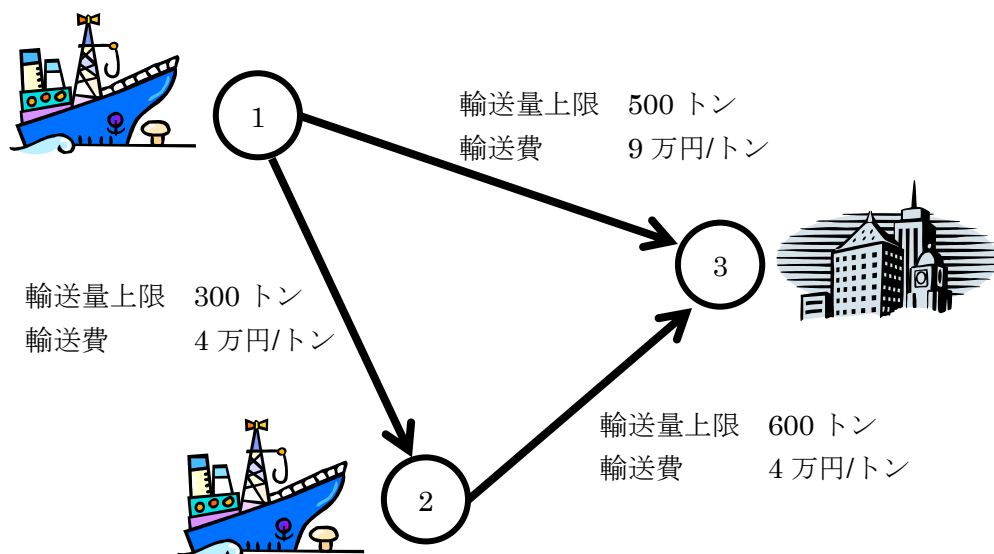 1
輸送量上限 500 トン
輸送費 9 万円/トン
3
輸送量上限 300 トン
輸送費 4 万円/トン
輸送量上限 600 トン
輸送費 4 万円/トン
2